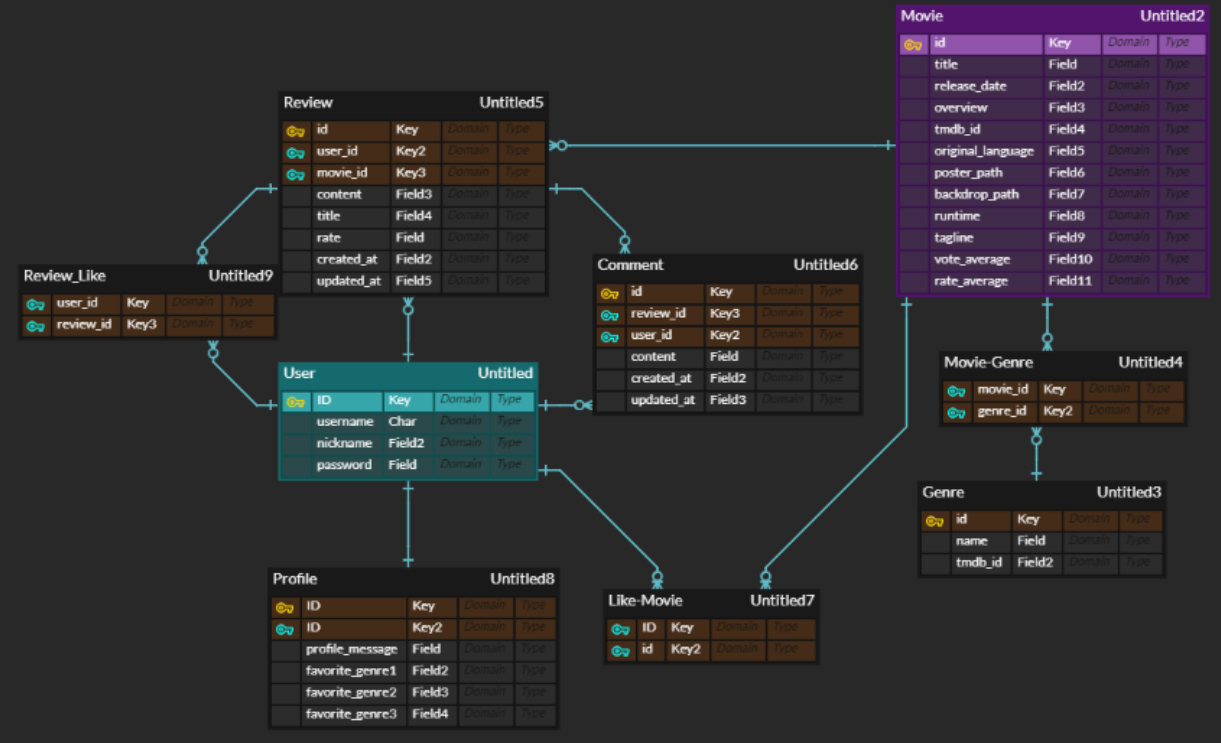 Movie Untitled2
id Key Domain Type
title Field Domain Type
release_date Field2 Domain Type
overview Field3 Domain Type
tmdb_id Field4 Domain Type
original_language Field5 Domain Type
poster_path Field6 Domain Type
backdrop_path Field7 Domain Type
runtime Field8 Domain Type
tagline Field9 Domain Type
vote_average Field10 Domain Type
rate_average Field11 Domain Type
Review Untitled5
id Key Domain Type
user_id Key2 Domain Type
movie_id Key3 Domain Type
content Field3 Domain Type
title Field4 Domain Type
rate Field Domain Type
created_at Field2 Domain Type
updated_at Field5 Domain Type
Review_Like Untitled9
user_id Key Domain Type
review_id Key3 Domain Type
Comment Untitled6
id Key Domain Type
review_id Key3 Domain Type
user_id Key2 Domain Type
content Field Domain Type
created_at Field2 Domain Type
updated_at Field3 Domain Type
User Untitled
ID Key Domain Type
username Char Domain Type
nickname Field2 Domain Type
password Field Domain Type
Movie-Genre Untitled4
movie_id Key Domain Type
genre_id Key2 Domain Type
Genre Untitled3
id Key Domain Type
name Field Domain Type
tmdb_id Field2 Domain Type
Profile Untitled8
ID Key Domain Type
ID Key2 Domain Type
profile_message Field Domain Type
favorite_genre1 Field2 Domain Type
favorite_genre2 Field3 Domain Type
favorite_genre3 Field4 Domain Type
Like-Movie Untitled7
ID Key Domain Type
id Key2 Domain Type